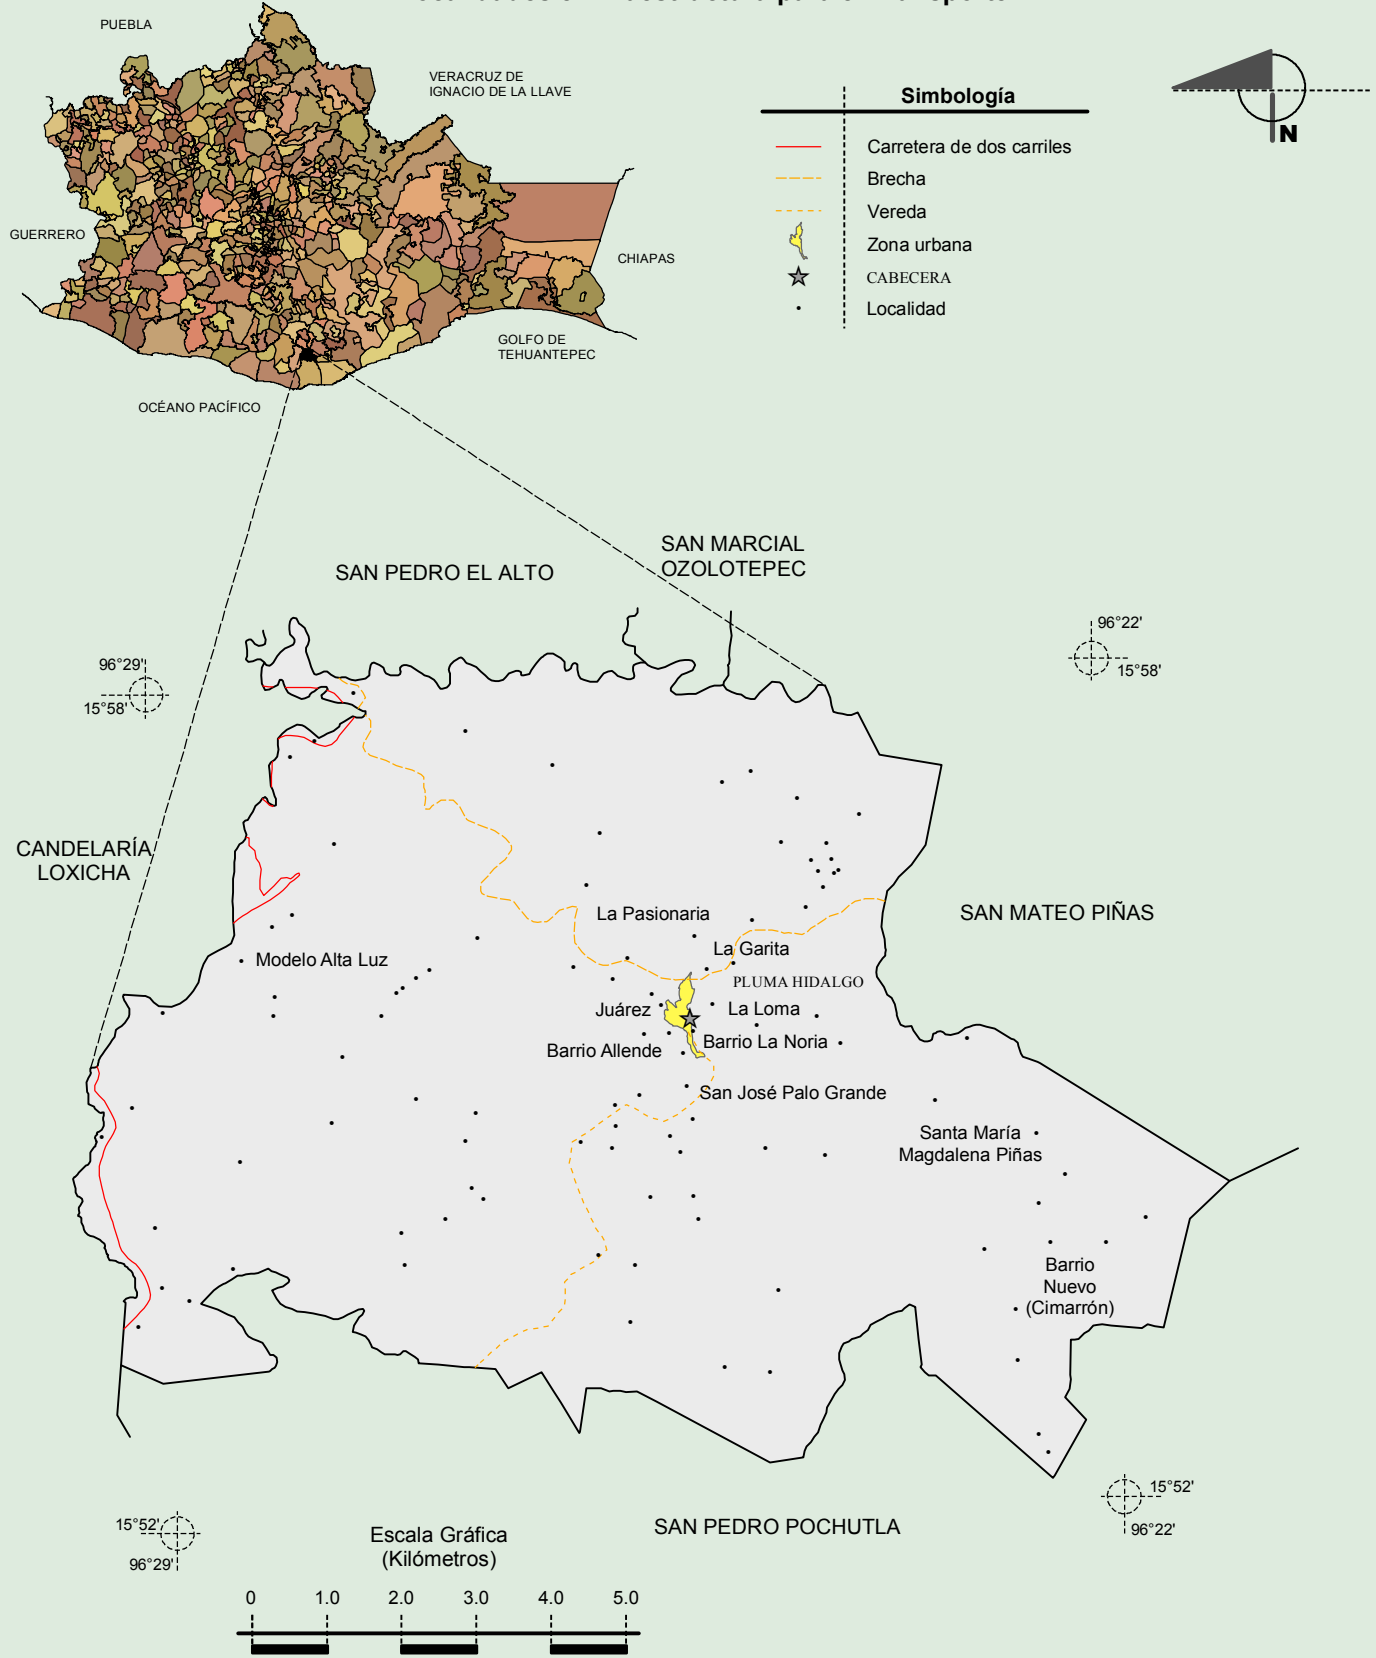 PUEBLA
VERACRUZ DE
IGNACIO DE LA LLAVE
GUERRERO
CHIAPAS
GOLFO DE
TEHUANTEPEC
OCÉANO PACÍFICO
Simbología
Carretera de dos carriles
Brecha
Vereda
Zona urbana
CABECERA
Localidad
N
SAN PEDRO EL ALTO
SAN MARCIAL
OZOLOTEPEC
96°29'
15°58'
96°22'
15°58'
CANDELARÍA
LOXICHA
SAN MATEO PIÑAS
La Pasionaria
La Garita
Modelo Alta Luz
PLUMA HIDALGO
Juárez
La Loma
Barrio Allende
Barrio La Noria
San José Palo Grande
Santa María
Magdalena Piñas
Barrio
Nuevo
(Cimarrón)
15°52'
96°22'
15°52'
96°29'
SAN PEDRO POCHUTLA
Escala Gráfica
(Kilómetros)
0 1.0 2.0 3.0 4.0 5.0